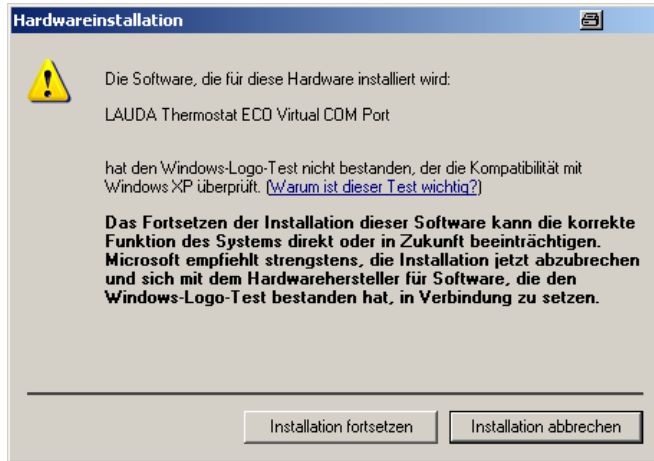 Hardwareinstallation
Die Software, die für diese Hardware installiert wird:
LAUDA Thermostat ECO Virtual COM Port
hat den Windows-Logo-Test nicht bestanden, der die Kompatibilität mit
Windows XP überprüft. (Warum ist dieser Test wichtig?)
Das Fortsetzen der Installation dieser Software kann die korrekte
Funktion des Systems direkt oder in Zukunft beeinträchtigen.
Microsoft empfiehlt strengstens, die Installation jetzt abzubrechen
und sich mit dem Hardwarehersteller für Software, die den
Windows-Logo-Test bestanden hat, in Verbindung zu setzen.
Installation fortsetzen
Installation abbrechen